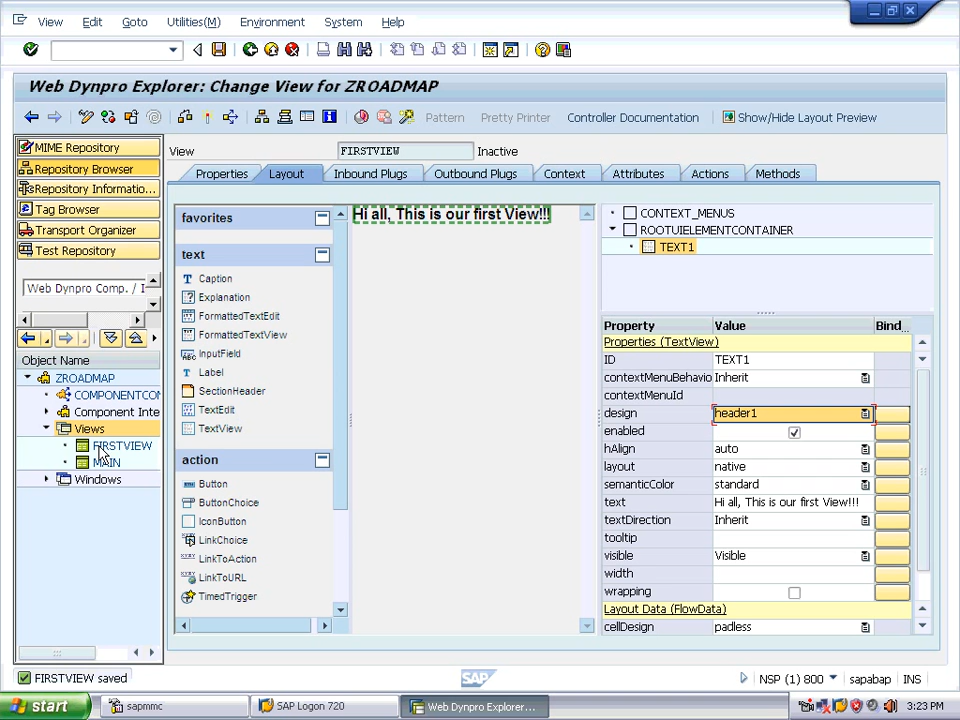 View Edit Goto Utilities(M) Environment System Help
Web Dynpro Explorer: Change View for ZROADMAP
Pattern Pretty Printer Controller Documentation Show/Hide Layout Preview
MIME Repository
Repository Browser
Repository Informatio...
Tag Browser
Transport Organizer
Test Repository
Web Dynpro Comp. / I
Object Name
ZROADMAP
COMPONENTCON
Component Inte
Views
FIRSTVIEW
MAIN
Windows
View FIRSTVIEW Inactive
Properties Layout Inbound Plugs Outbound Plugs Context Attributes Actions Methods
favorites
text
Caption
Explanation
FormattedTextEdit
FormattedTextView
InputField
Label
SectionHeader
TextEdit
TextView
action
Button
ButtonChoice
IconButton
LinkChoice
LinkToAction
LinkToURL
TimedTrigger
Hi all, This is our first View!!!
CONTEXT_MENUS
ROOTUIELEMENTCONTAINER
TEXT1
Property Value Bind...
Properties (TextView)
ID TEXT1
contextMenuBehavio Inherit
contextMenuId
design header1
enabled
hAlign auto
layout native
semanticColor standard
text Hi all, This is our first View!!!
textDirection Inherit
tooltip
visible Visible
width
wrapping
Layout Data (FlowData)
cellDesign padless
FIRSTVIEW saved
SAP
NSP (1) 800 sapabap INS
start sapmmc SAP Logon 720 Web Dynpro Explorer:... 3:23 PM